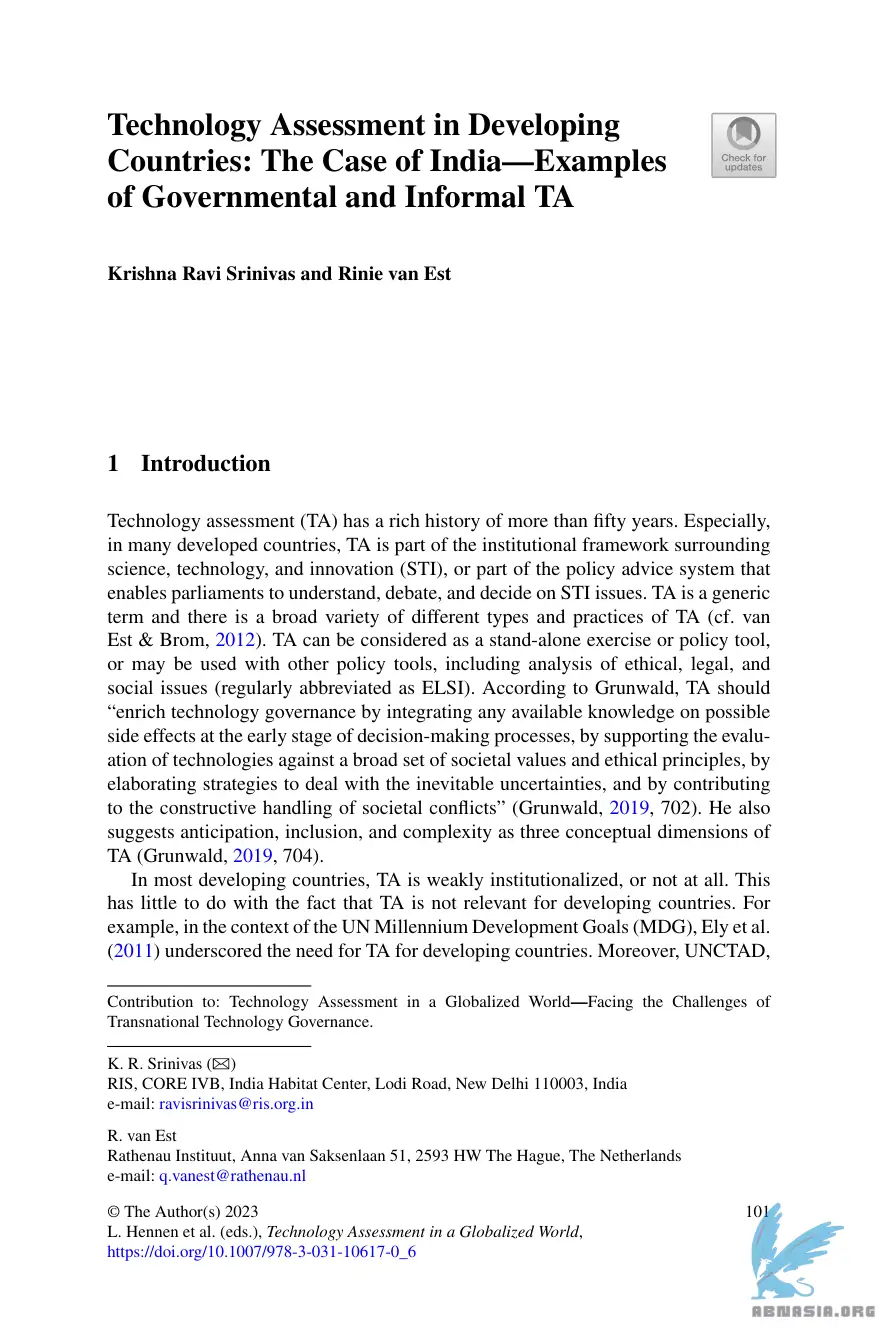 Technology Assessment in Developing
Countries: The Case of India—Examples
of Governmental and Informal TA
Check for
updates
Krishna Ravi Srinivas and Rinie van Est
1 Introduction
Technology assessment (TA) has a rich history of more than fifty years. Especially,
in many developed countries, TA is part of the institutional framework surrounding
science, technology, and innovation (STI), or part of the policy advice system that
enables parliaments to understand, debate, and decide on STI issues. TA is a generic
term and there is a broad variety of different types and practices of TA (cf. van
Est & Brom, 2012). TA can be considered as a stand-alone exercise or policy tool,
or may be used with other policy tools, including analysis of ethical, legal, and
social issues (regularly abbreviated as ELSI). According to Grunwald, TA should
“enrich technology governance by integrating any available knowledge on possible
side effects at the early stage of decision-making processes, by supporting the evalu-
ation of technologies against a broad set of societal values and ethical principles, by
elaborating strategies to deal with the inevitable uncertainties, and by contributing
to the constructive handling of societal conflicts” (Grunwald, 2019, 702). He also
suggests anticipation, inclusion, and complexity as three conceptual dimensions of
TA (Grunwald, 2019, 704).
In most developing countries, TA is weakly institutionalized, or not at all. This
has little to do with the fact that TA is not relevant for developing countries. For
example, in the context of the UN Millennium Development Goals (MDG), Ely et al.
(2011) underscored the need for TA for developing countries. Moreover, UNCTAD,
Contribution to: Technology Assessment in a Globalized World—Facing the Challenges of
Transnational Technology Governance.
K. R. Srinivas (✉)
RIS, CORE IVB, India Habitat Center, Lodi Road, New Delhi 110003, India
e-mail: ravisrinivas@ris.org.in
R. van Est
Rathenau Instituut, Anna van Saksenlaan 51, 2593 HW The Hague, The Netherlands
e-mail: q.vanest@rathenau.nl
© The Author(s) 2023 101
L. Hennen et al. (eds.), Technology Assessment in a Globalized World,
https://doi.org/10.1007/978-3-031-10617-0_6
ABNASIA.ORG